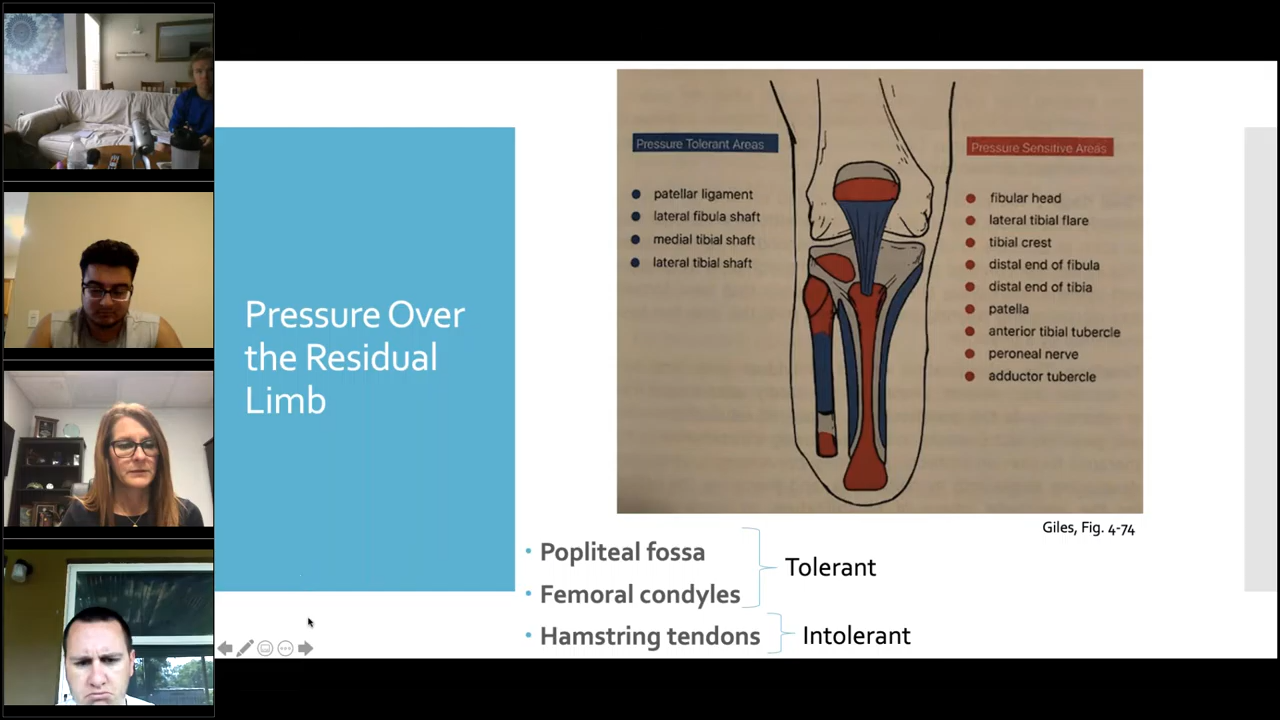 Pressure Over
the Residual
Limb
Pressure Tolerant Areas
patellar ligament
lateral fibula shaft
medial tibial shaft
lateral tibial shaft
Pressure Sensitive Areas
fibular head
lateral tibial flare
tibial crest
distal end of fibula
distal end of tibia
patella
anterior tibial tubercle
peroneal nerve
adductor tubercle
Giles, Fig. 4-74
• Popliteal fossa
• Femoral condyles
Tolerant
• Hamstring tendons
Intolerant